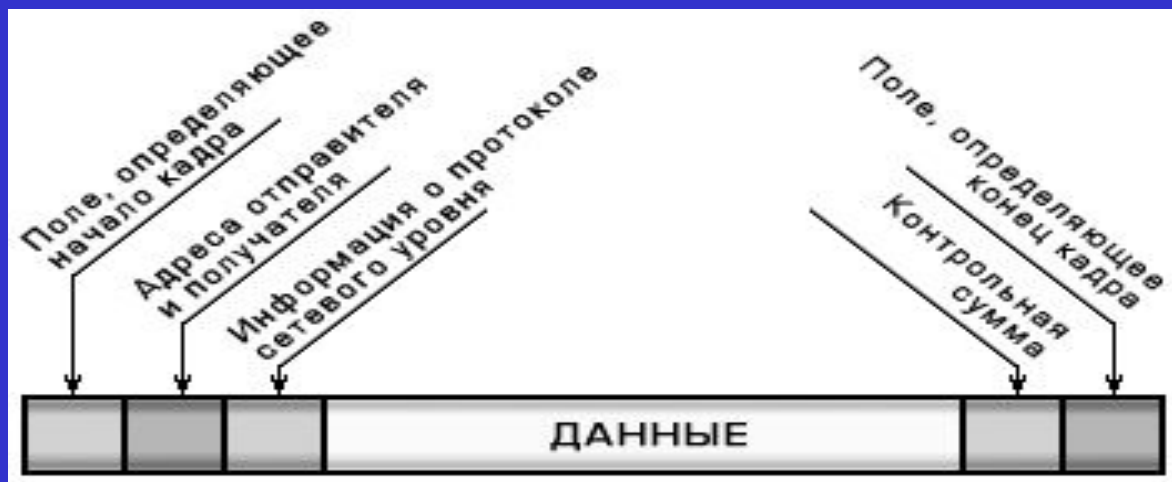 Поле, определяющее
начало кадра
Адреса отправителя
и получателя
Информация о протоколе
сетевого уровня
Контрольная
сумма
Поле, определяющее
конец кадра
ДАННЫЕ